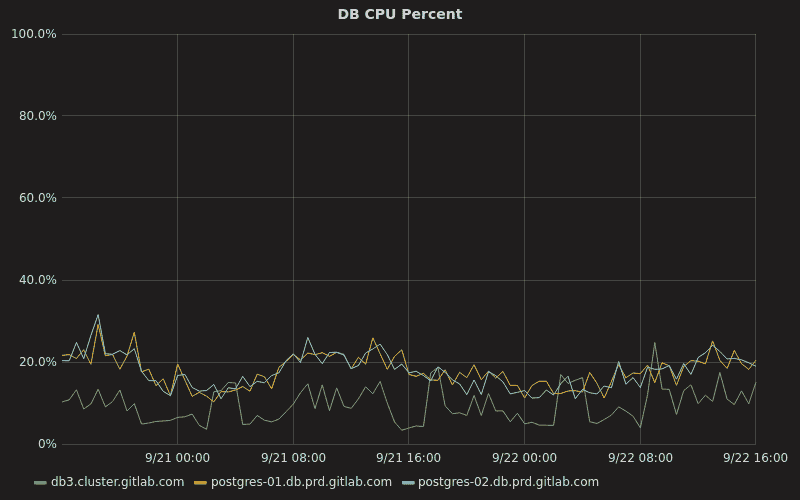 DB CPU Percent
100.0%
80.0%
60.0%
40.0%
20.0%
0%
9/21 00:00 9/21 08:00 9/21 16:00 9/22 00:00 9/22 08:00 9/22 16:00
db3.cluster.gitlab.com postgres-01.db.prd.gitlab.com postgres-02.db.prd.gitlab.com